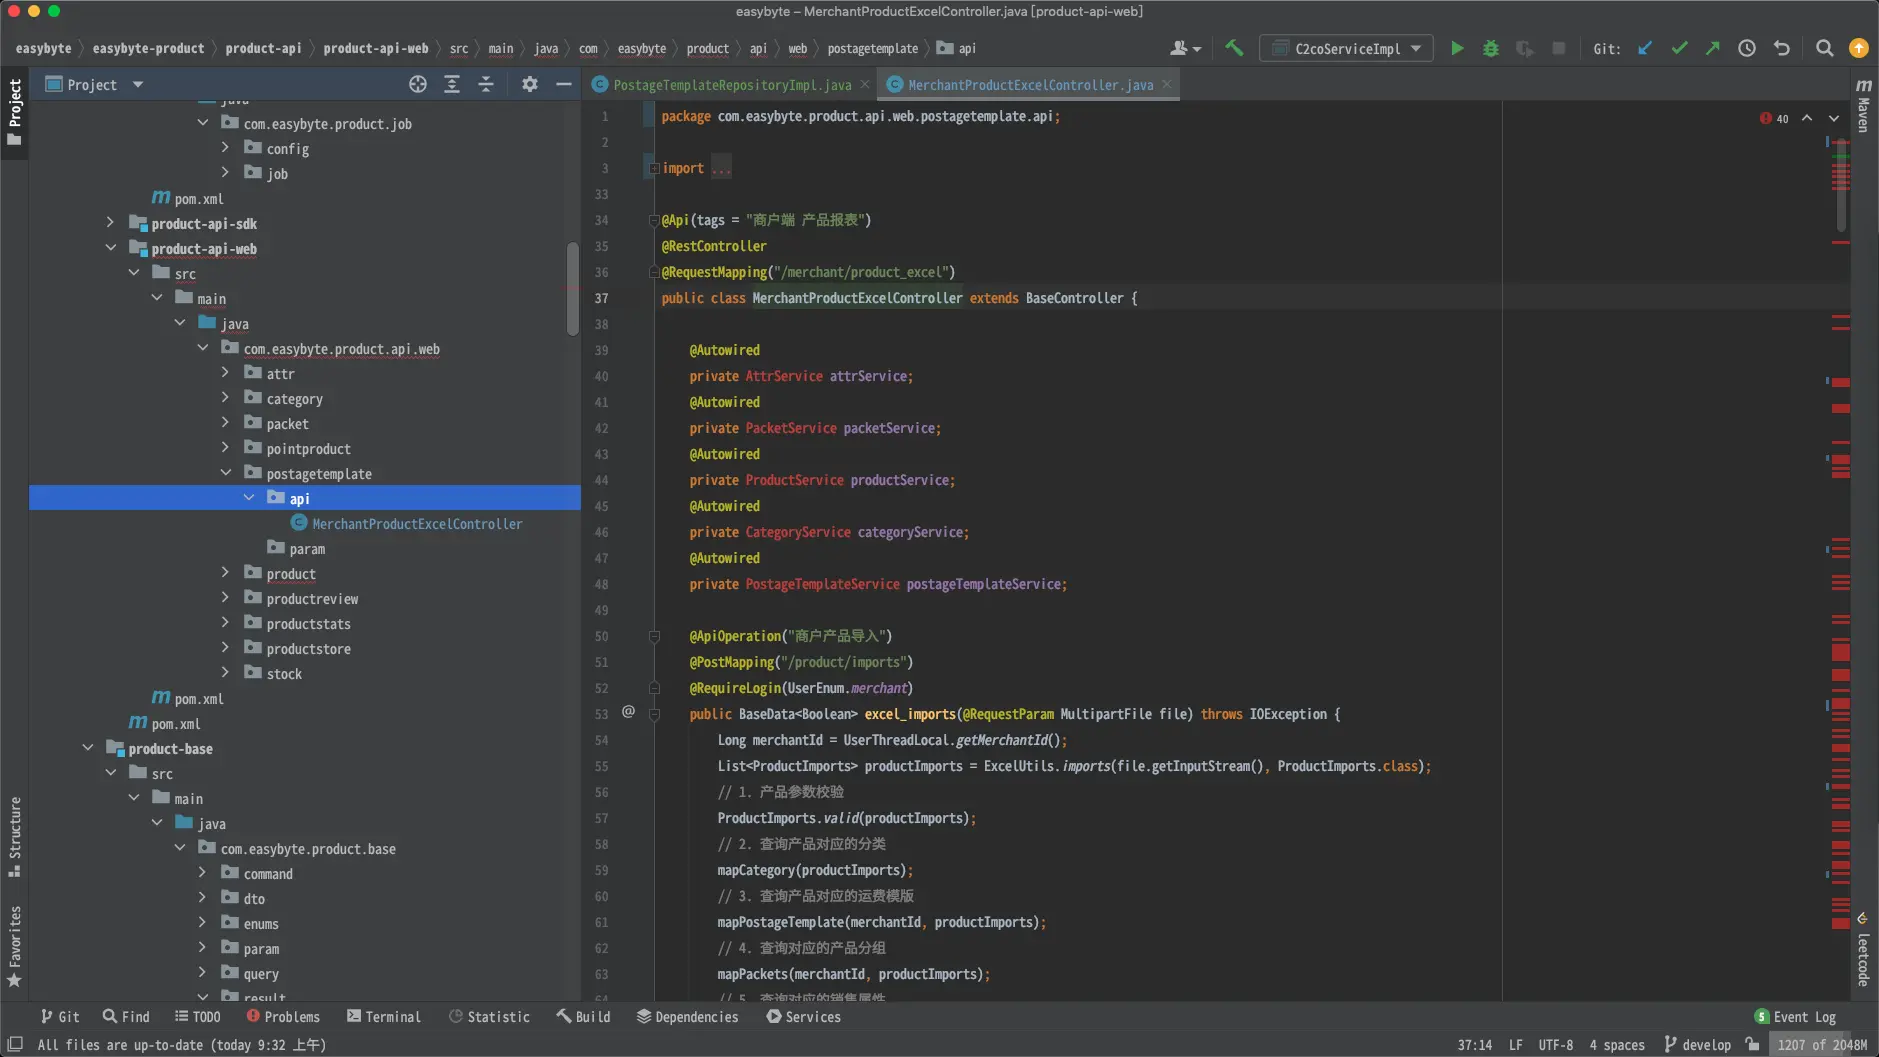 easybyte – MerchantProductExcelController.java [product-api-web]
easybyte easybyte-product product-api product-api-web src main java com easybyte product api web postagetemplate api
C2coServiceImpl
Git:
Project
Project
PostageTemplateRepositoryImpl.java
MerchantProductExcelController.java
Maven
java
com.easybyte.product.job
config
job
pom.xml
product-api-sdk
product-api-web
src
main
java
com.easybyte.product.api.web
attr
category
packet
pointproduct
postagetemplate
api
MerchantProductExcelController
param
product
productreview
productstats
productstore
stock
pom.xml
pom.xml
product-base
src
main
java
com.easybyte.product.base
command
dto
enums
param
query
result
Structure
Favorites
40
1 package com.easybyte.product.api.web.postagetemplate.api;
2
3 import ...
33
34 @Api(tags = "商户端 产品报表")
35 @RestController
36 @RequestMapping("/merchant/product_excel")
37 public class MerchantProductExcelController extends BaseController {
38
39 @Autowired
40 private AttrService attrService;
41 @Autowired
42 private PacketService packetService;
43 @Autowired
44 private ProductService productService;
45 @Autowired
46 private CategoryService categoryService;
47 @Autowired
48 private PostageTemplateService postageTemplateService;
49
50 @ApiOperation("商户产品导入")
51 @PostMapping("/product/imports")
52 @RequireLogin(UserEnum.merchant)
53 @ public BaseData<Boolean> excel_imports(@RequestParam MultipartFile file) throws IOException {
54 Long merchantId = UserThreadLocal.getMerchantId();
55 List<ProductImports> productImports = ExcelUtils.imports(file.getInputStream(), ProductImports.class);
56 // 1. 产品参数校验
57 ProductImports.valid(productImports);
58 // 2. 查询产品对应的分类
59 mapCategory(productImports);
60 // 3. 查询产品对应的运费模版
61 mapPostageTemplate(merchantId, productImports);
62 // 4. 查询对应的产品分组
63 mapPackets(merchantId, productImports);
64 // 5. 查询对应的销售属性
leetcode
Git Find TODO Problems Terminal Statistic Build Dependencies Services
5 Event Log
All files are up-to-date (today 9:32 上午)
37:14 LF UTF-8 4 spaces develop 1207 of 2048M